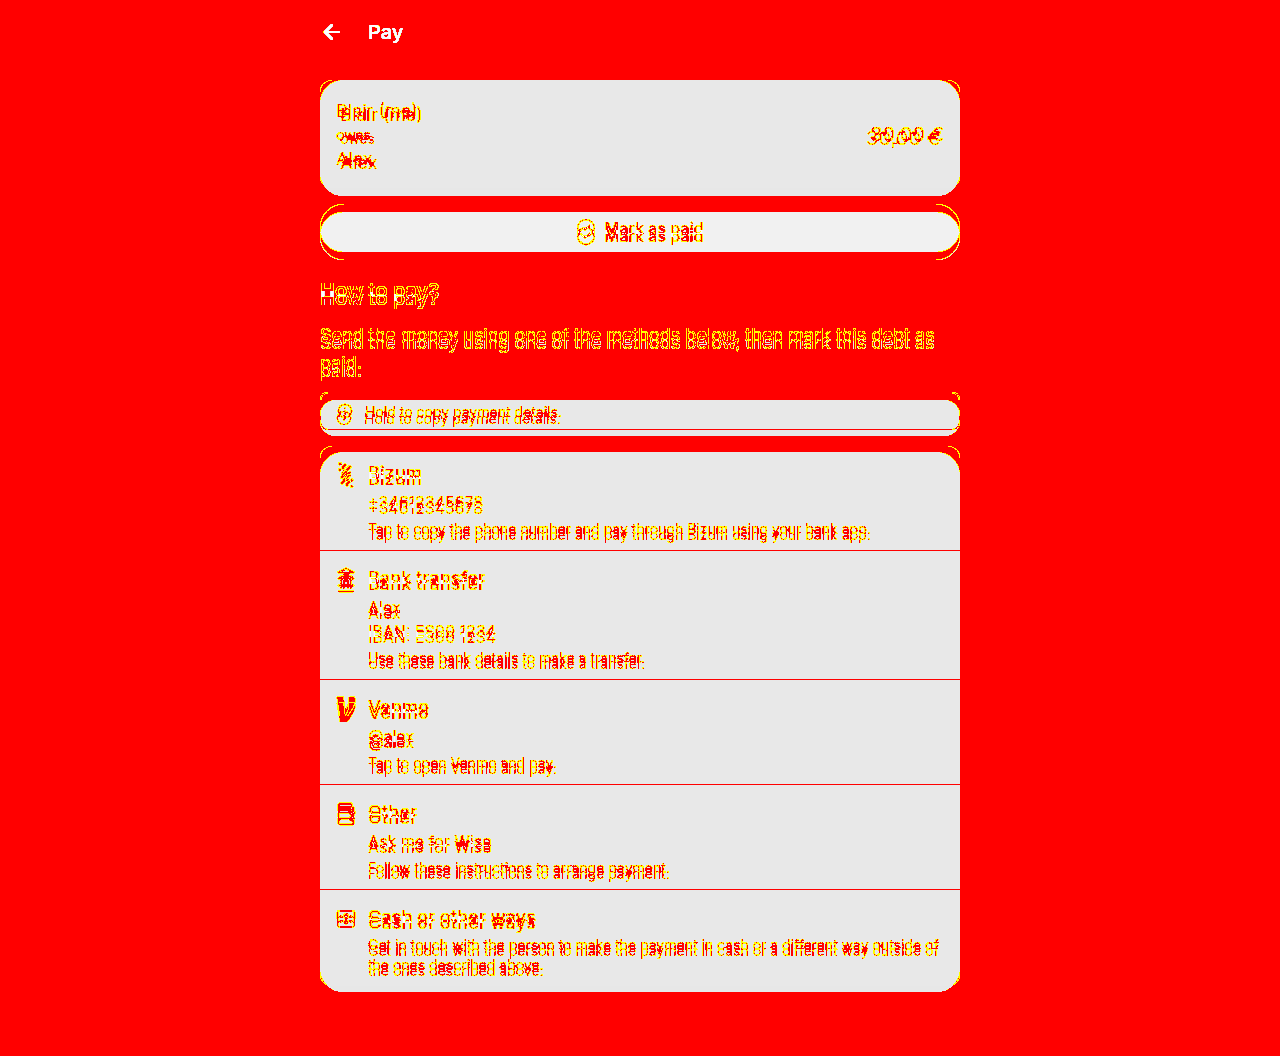 Pay
Blair (me)
owes
Alex
80,00 €
Mark as paid
How to pay?
Send the money using one of the methods below, then mark this debt as
paid:
Hold to copy payment details.
Bizum
+34612345678
Tap to copy the phone number and pay through Bizum using your bank app.
Bank transfer
Alex
IBAN: ES00 1234
Use these bank details to make a transfer.
Venmo
@alex
Tap to open Venmo and pay.
Other
Ask me for Wise
Follow these instructions to arrange payment.
Cash or other ways
Get in touch with the person to make the payment in cash or a different way outside of
the ones described above.